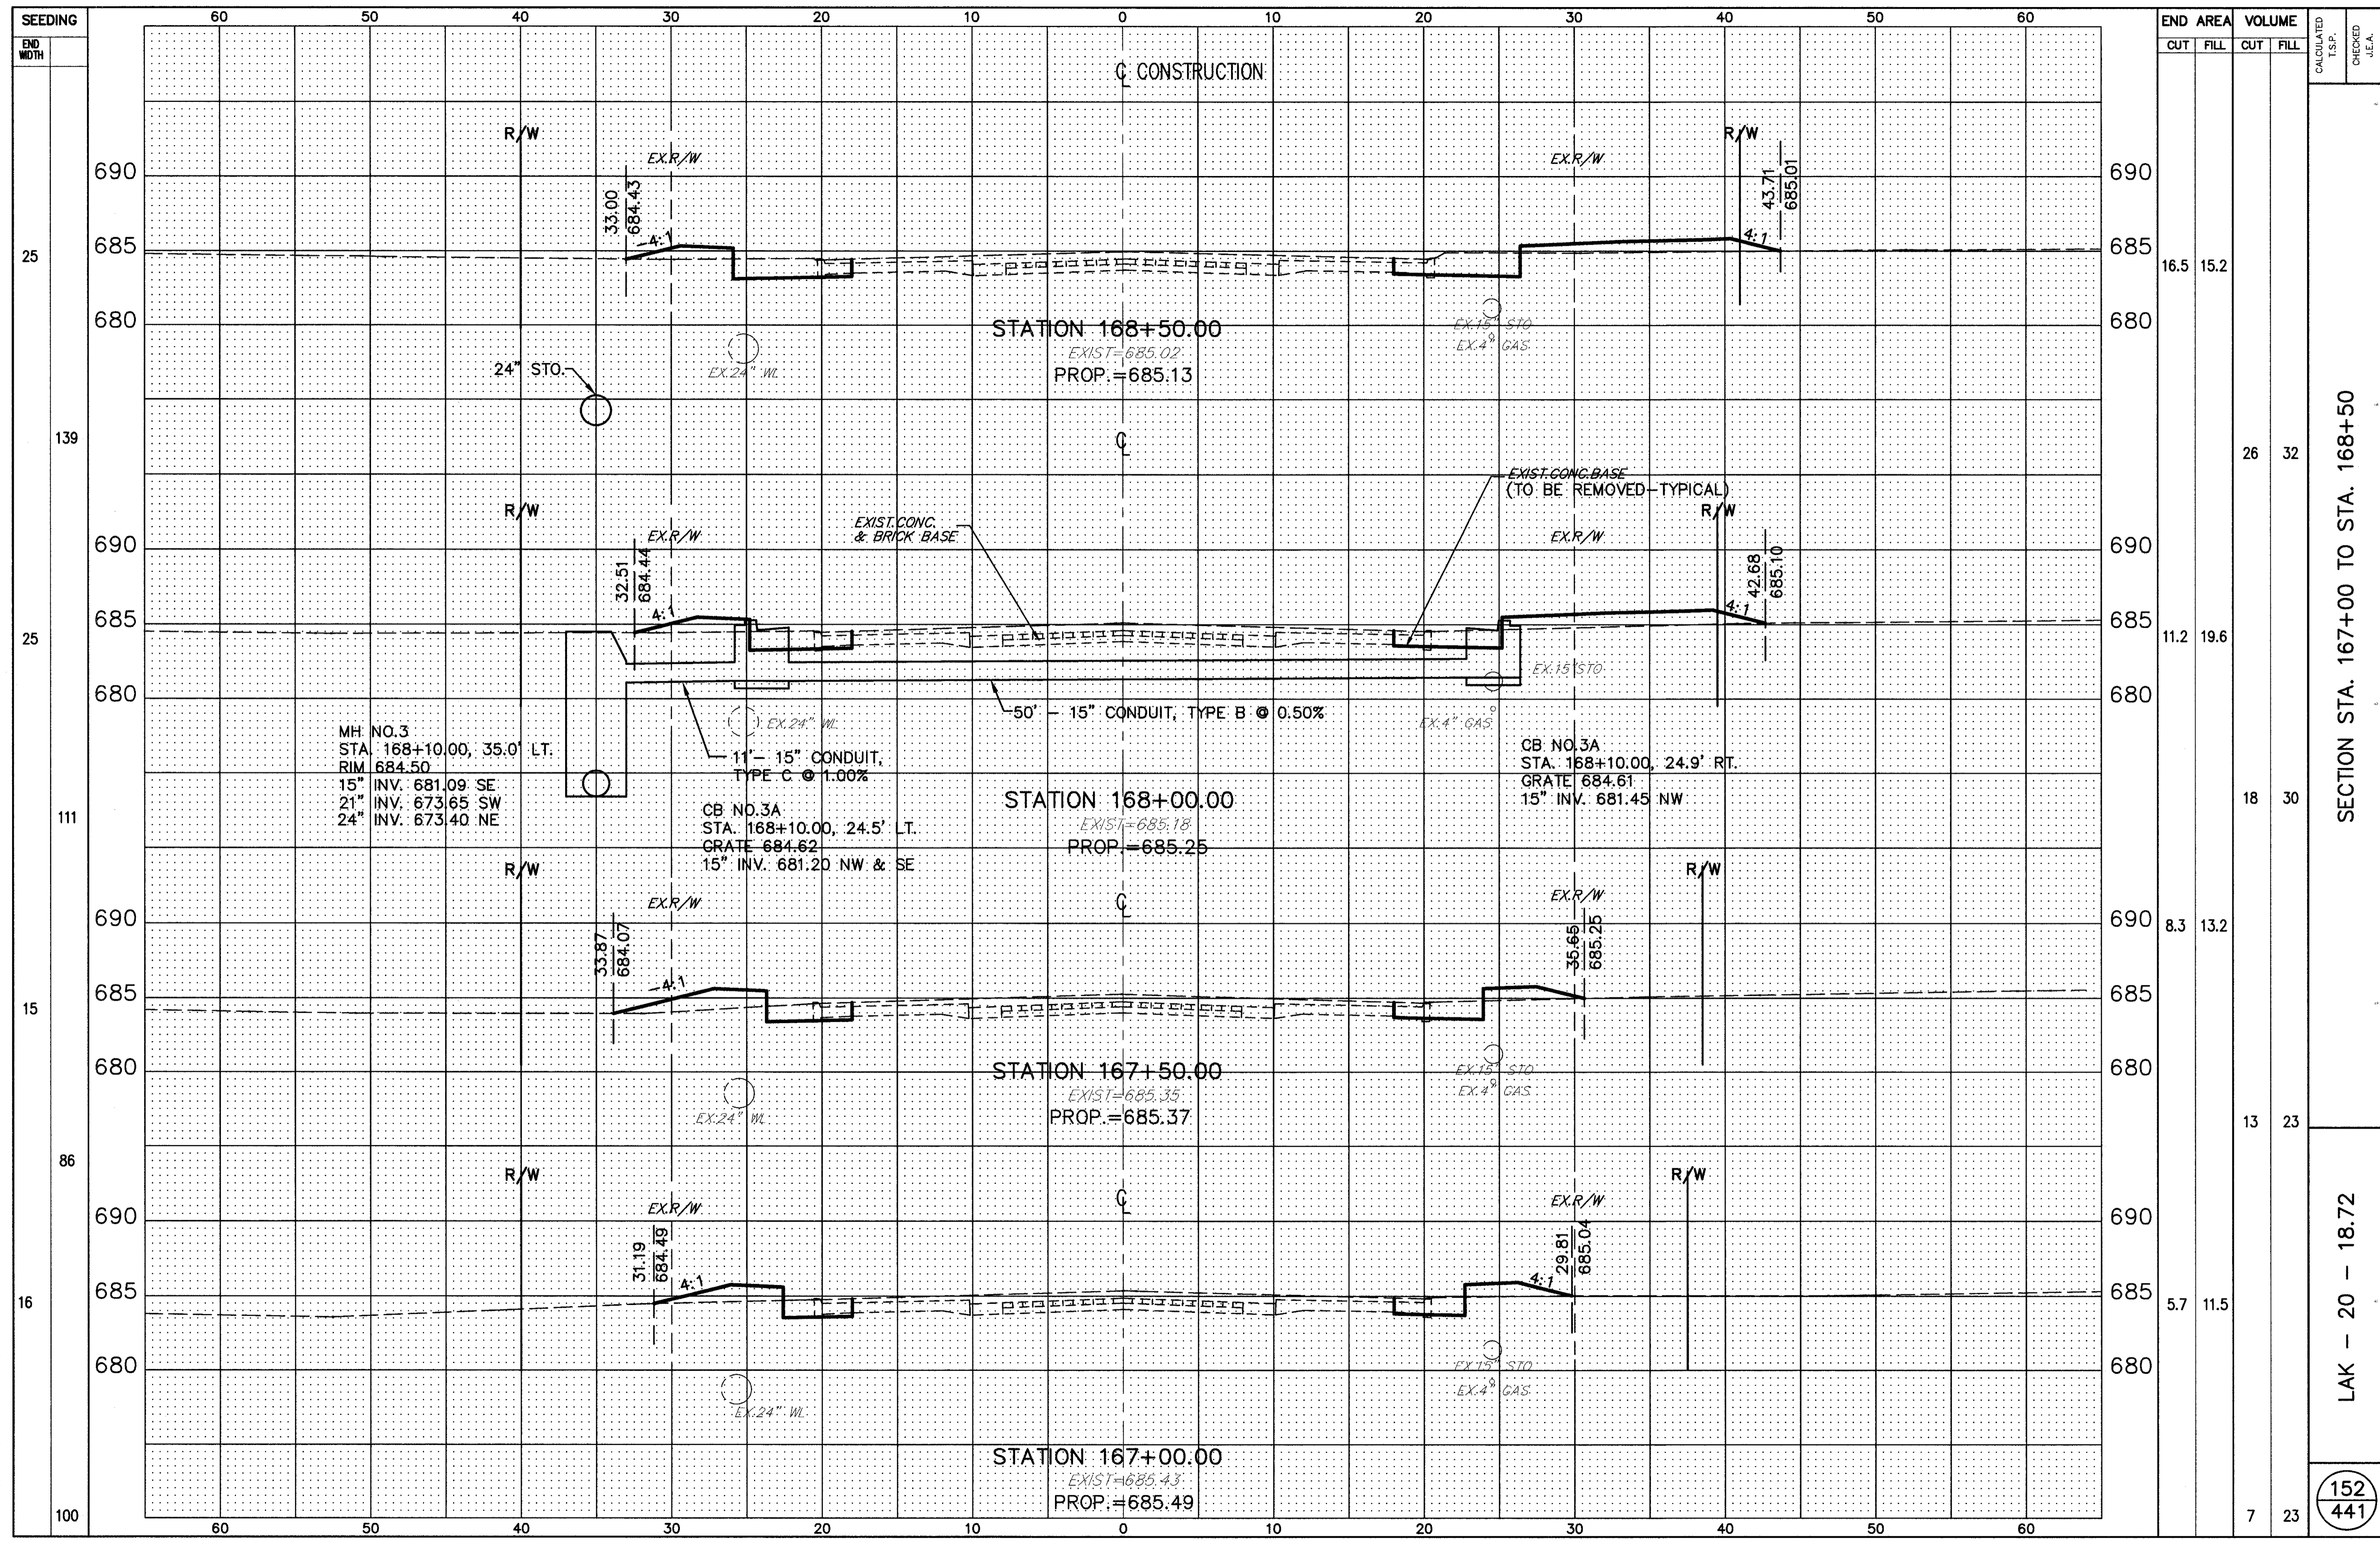 SEEDING
END WIDTH
60 50 40 30 20 10 0 10 20 30 40 50 60
END AREA VOLUME
CUT FILL CUT FILL
CALCULATED
T.S.P.
CHECKED
J.E.A.
℄ CONSTRUCTION
R/W
R/W
EX.R/W
EX.R/W
690
690
33.00
684.43
43.71
685.01
4:1
4:1
685
685
25
16.5 15.2
680
680
STATION 168+50.00
EXIST=685.02
PROP.=685.13
EX.24" WL
EX.15" STO
EX.4" GAS
24" STO.
139
26 32
℄
EXIST.CONC.BASE
(TO BE REMOVED-TYPICAL)
R/W
R/W
EXIST.CONC.
& BRICK BASE
EX.R/W
EX.R/W
690
690
32.51
684.44
42.68
685.10
4:1
4:1
685
685
25
11.2 19.6
EX.15"STO
680
680
EX.24" WL
50' – 15" CONDUIT, TYPE B @ 0.50%
EX.4" GAS
MH NO.3
STA. 168+10.00, 35.0' LT.
RIM 684.50
15" INV. 681.09 SE
21" INV. 673.65 SW
24" INV. 673.40 NE
11'– 15" CONDUIT,
TYPE C @ 1.00%
CB NO.3A
STA. 168+10.00, 24.9' RT.
GRATE 684.61
15" INV. 681.45 NW
CB NO.3A
STA. 168+10.00, 24.5' LT.
GRATE 684.62
15" INV. 681.20 NW & SE
STATION 168+00.00
EXIST=685.18
PROP.=685.25
111
18 30
R/W
R/W
℄
EX.R/W
EX.R/W
690
690
8.3 13.2
33.87
684.07
35.65
685.25
4:1
685
685
15
680
680
STATION 167+50.00
EXIST=685.35
PROP.=685.37
EX.24" WL
EX.15" STO
EX.4" GAS
86
13 23
R/W
R/W
℄
EX.R/W
EX.R/W
690
690
31.19
684.49
29.81
685.04
4:1
4:1
685
685
16
5.7 11.5
680
680
EX.24" WL
EX.15" STO
EX.4" GAS
STATION 167+00.00
EXIST=685.43
PROP.=685.49
100
7 23
60 50 40 30 20 10 0 10 20 30 40 50 60
SECTION STA. 167+00 TO STA. 168+50
LAK – 20 – 18.72
152
441